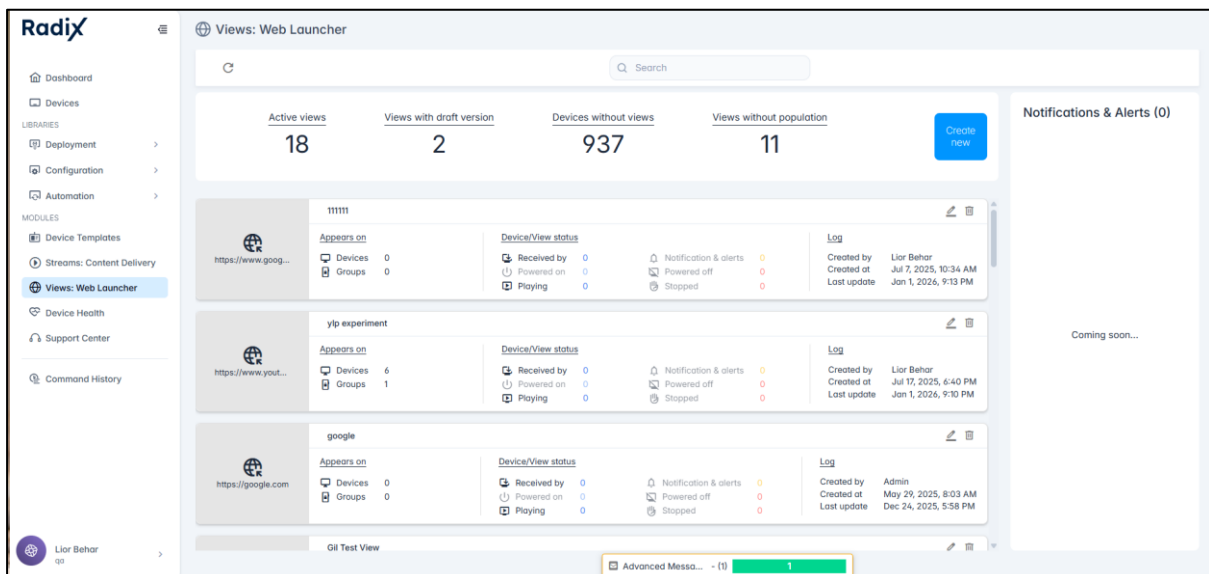 Radix
Dashboard
Devices
LIBRARIES
Deployment
Configuration
Automation
MODULES
Device Templates
Streams: Content Delivery
Views: Web Launcher
Device Health
Support Center
Command History
Lior Behar
qa
Views: Web Launcher
Search
Active views
18
Views with draft version
2
Devices without views
937
Views without population
11
Create new
111111
https://www.goog...
Appears on
Devices 0
Groups 0
Device/View status
Received by 0
Powered on 0
Playing 0
Notification & alerts 0
Powered off 0
Stopped 0
Log
Created by Lior Behar
Created at Jul 7, 2025, 10:34 AM
Last update Jan 1, 2026, 9:13 PM
ylp experiment
https://www.yout...
Appears on
Devices 6
Groups 1
Device/View status
Received by 0
Powered on 0
Playing 0
Notification & alerts 0
Powered off 0
Stopped 0
Log
Created by Lior Behar
Created at Jul 17, 2025, 6:40 PM
Last update Jan 1, 2026, 9:10 PM
google
https://google.com
Appears on
Devices 0
Groups 0
Device/View status
Received by 0
Powered on 0
Playing 0
Notification & alerts 0
Powered off 0
Stopped 0
Log
Created by Admin
Created at May 29, 2025, 8:03 AM
Last update Dec 24, 2025, 5:58 PM
Gil Test View
Notifications & Alerts (0)
Coming soon...
Advanced Messa... - (1) 1